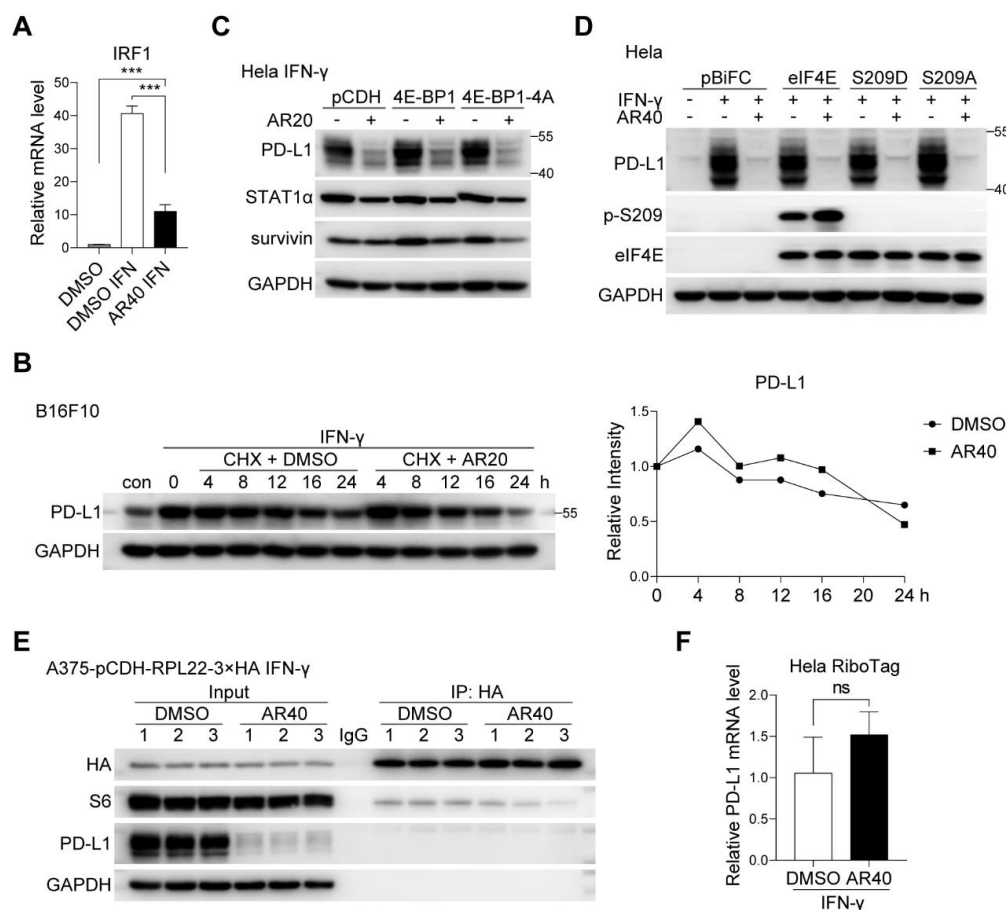 A
IRF1
***
***
Relative mRNA level
50
40
30
20
10
0
DMSO
DMSO IFN
AR40 IFN
C
Hela IFN-γ
pCDH 4E-BP1 4E-BP1-4A
AR20 - + - + - +
PD-L1
55
40
STAT1α
survivin
GAPDH
D
Hela
pBiFC eIF4E S209D S209A
IFN-γ - + + + + + + + +
AR40 - - + - + - + - +
PD-L1
55
40
p-S209
eIF4E
GAPDH
B
B16F10
IFN-γ
CHX + DMSO CHX + AR20
con 0 4 8 12 16 24 4 8 12 16 24 h
PD-L1
55
GAPDH
PD-L1
Relative Intensity
1.5
1.0
0.5
0.0
0 4 8 12 16 20 24 h
DMSO
AR40
E
A375-pCDH-RPL22-3×HA IFN-γ
Input IP: HA
DMSO AR40 DMSO AR40
1 2 3 1 2 3 IgG 1 2 3 1 2 3
HA
S6
PD-L1
GAPDH
F
Hela RiboTag
ns
Relative PD-L1 mRNA level
2.0
1.5
1.0
0.5
0.0
DMSO AR40
IFN-γ